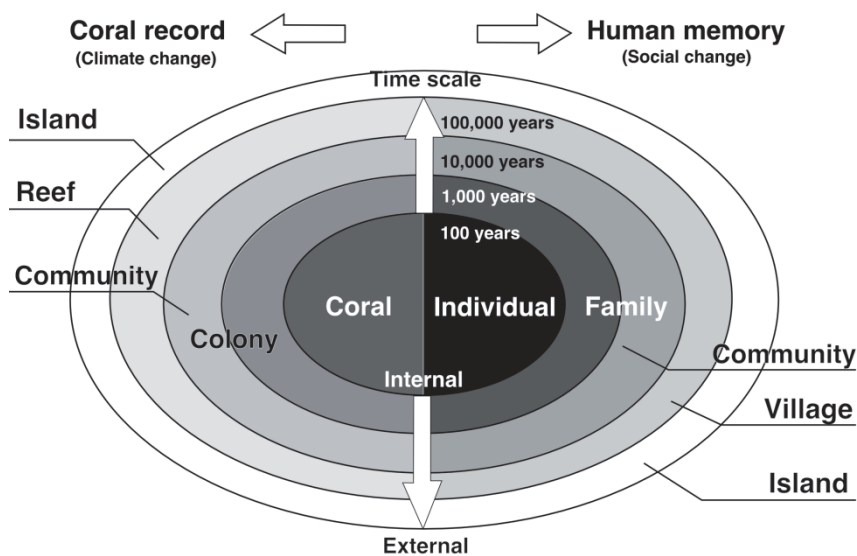 Coral record
(Climate change)
Human memory
(Social change)
Time scale
Island
100,000 years
10,000 years
Reef
1,000 years
100 years
Community
Coral
Individual
Family
Colony
Community
Internal
Village
Island
External